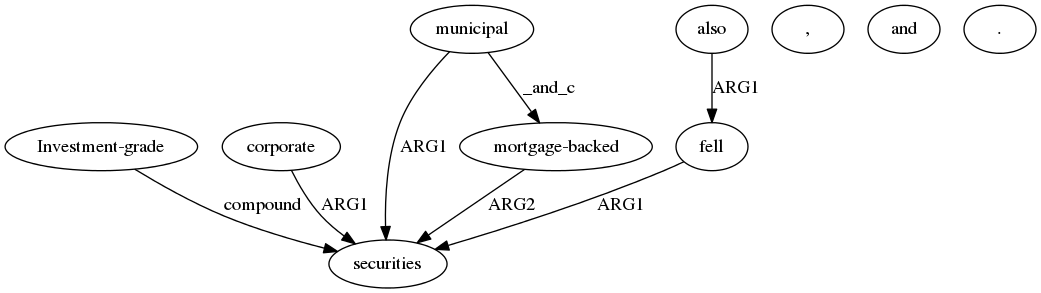 municipal also , and .
_and_c ARG1
Investment-grade corporate mortgage-backed fell
ARG1
compound ARG1 ARG2 ARG1
securities